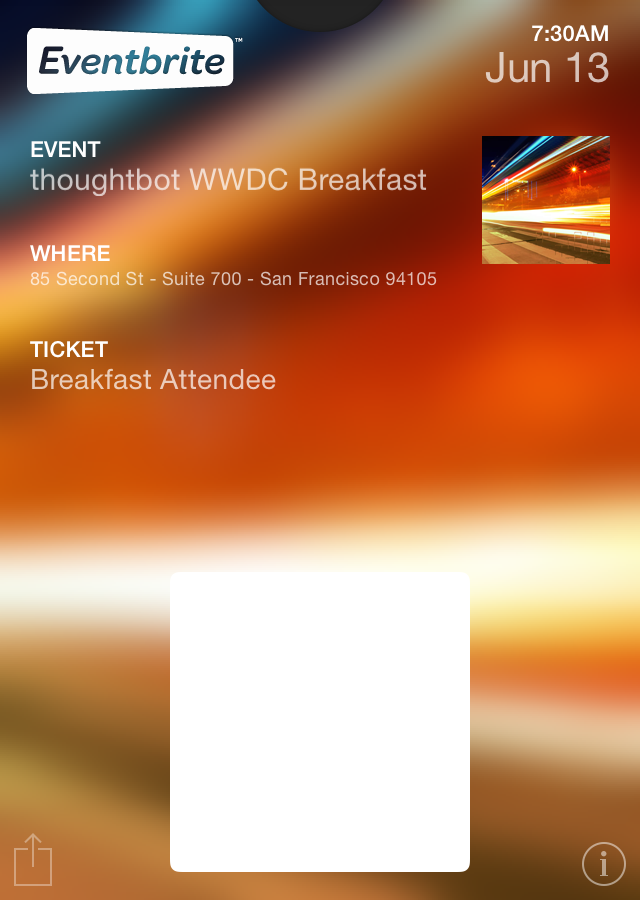 Eventbrite™
7:30AM
Jun 13
EVENT
thoughtbot WWDC Breakfast
WHERE
85 Second St - Suite 700 - San Francisco 94105
TICKET
Breakfast Attendee
i